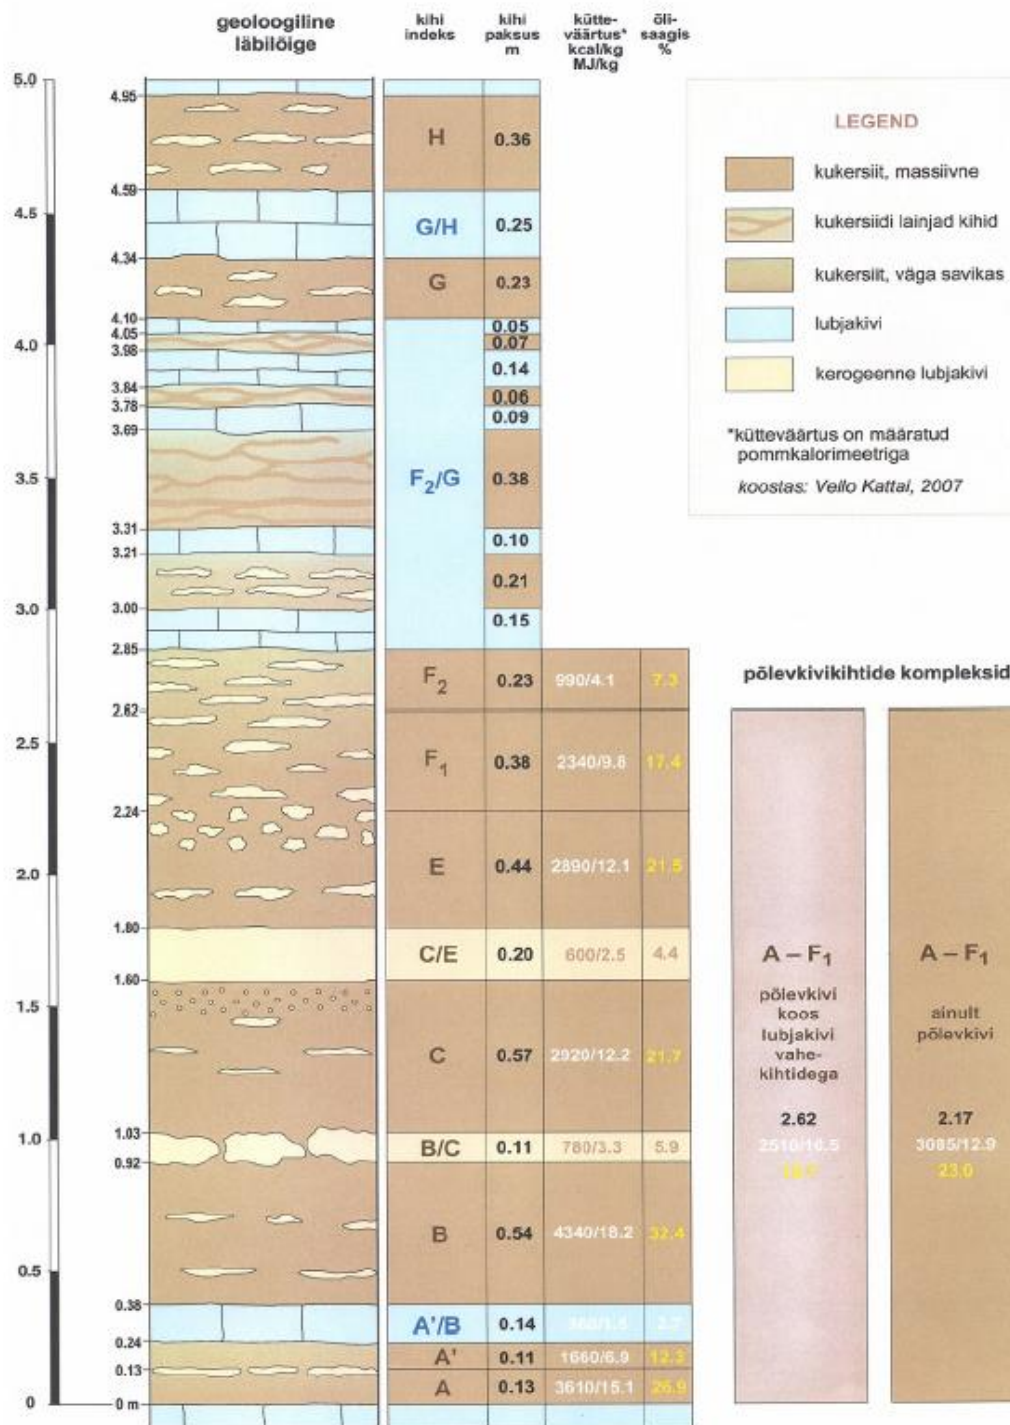 geoloogiline
läbilõige
kihi
indeks
kihi
paksus
m
kütte-
väärtus*
kcal/kg
MJ/kg
õli-
saagis
%
5.0
4.5
4.0
3.5
3.0
2.5
2.0
1.5
1.0
0.5
0
4.95
4.59
4.34
4.10
4.05
3.98
3.84
3.78
3.69
3.31
3.21
3.00
2.85
2.62
2.24
1.80
1.60
1.03
0.92
0.38
0.24
0.13
0 m
H 0.36
G/H 0.25
G 0.23
F2/G
0.05
0.07
0.14
0.06
0.09
0.38
0.10
0.21
0.15
F2 0.23 990/4.1 7.3
F1 0.38 2340/9.8 17.4
E 0.44 2890/12.1 21.5
C/E 0.20 600/2.5 4.4
C 0.57 2920/12.2 21.7
B/C 0.11 780/3.3 5.9
B 0.54 4340/18.2 32.4
A'/B 0.14
A' 0.11 1660/6.9 12.3
A 0.13 3610/15.1 26.9
LEGEND
kukersiit, massiivne
kukersiidi lainjad kihid
kukersiit, väga savikas
lubjakivi
kerogeenne lubjakivi
*kütteväärtus on määratud
pommkalorimeetriga
koostas: Vello Kattai, 2007
põlevkivikihtide kompleksid
A – F1
põlevkivi
koos
lubjakivi
vahe-
kihtidega
2.62
2510/10.5
A – F1
ainult
põlevkivi
2.17
3085/12.9
23.0